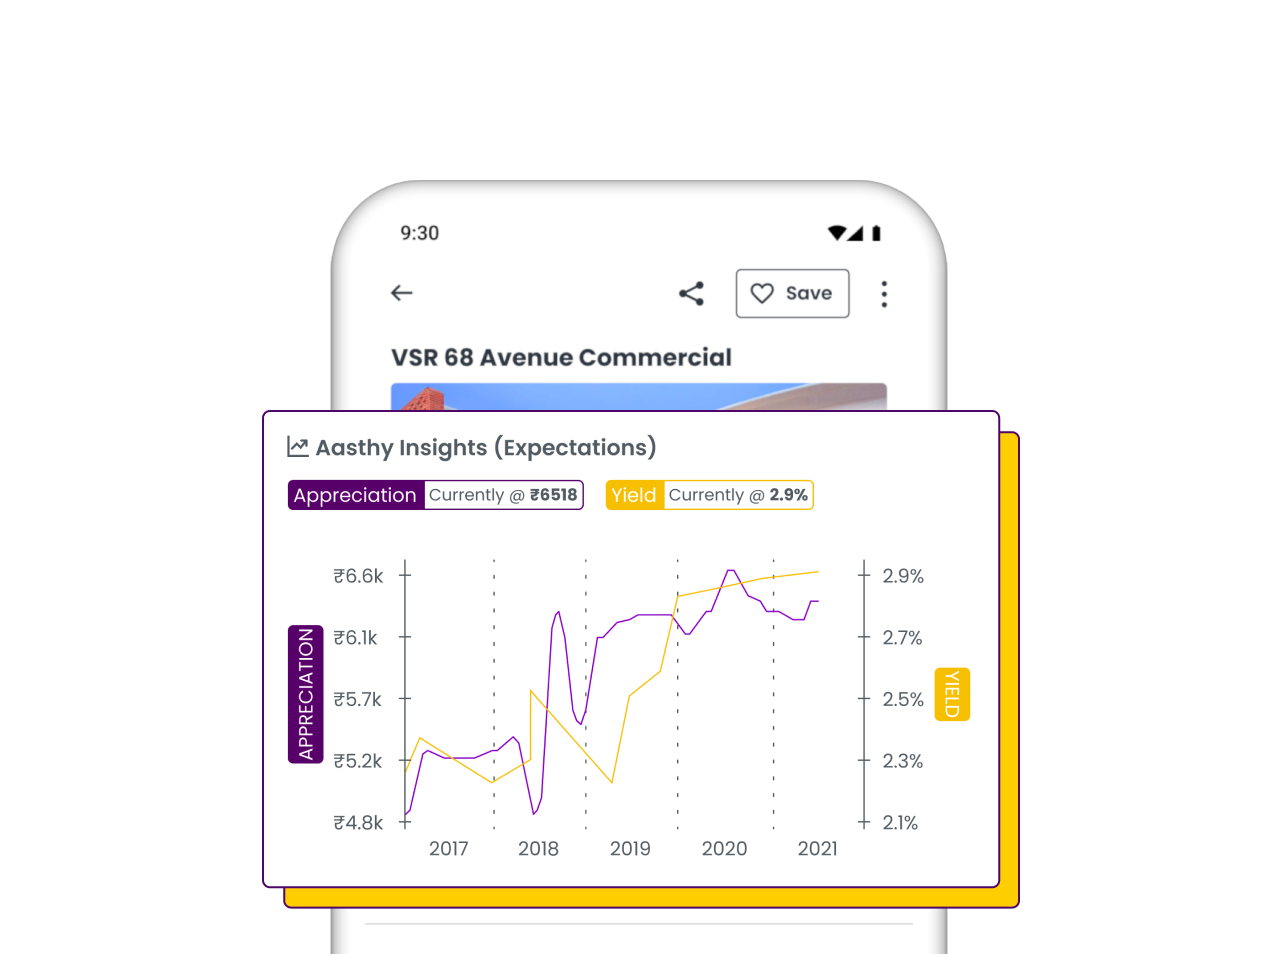 9:30
Save
VSR 68 Avenue Commercial
Aasthy Insights (Expectations)
Appreciation Currently @ ₹6518 Yield Currently @ 2.9%
₹6.6k 2.9%
₹6.1k 2.7%
₹5.7k 2.5%
₹5.2k 2.3%
₹4.8k 2.1%
APPRECIATION
YIELD
2017 2018 2019 2020 2021